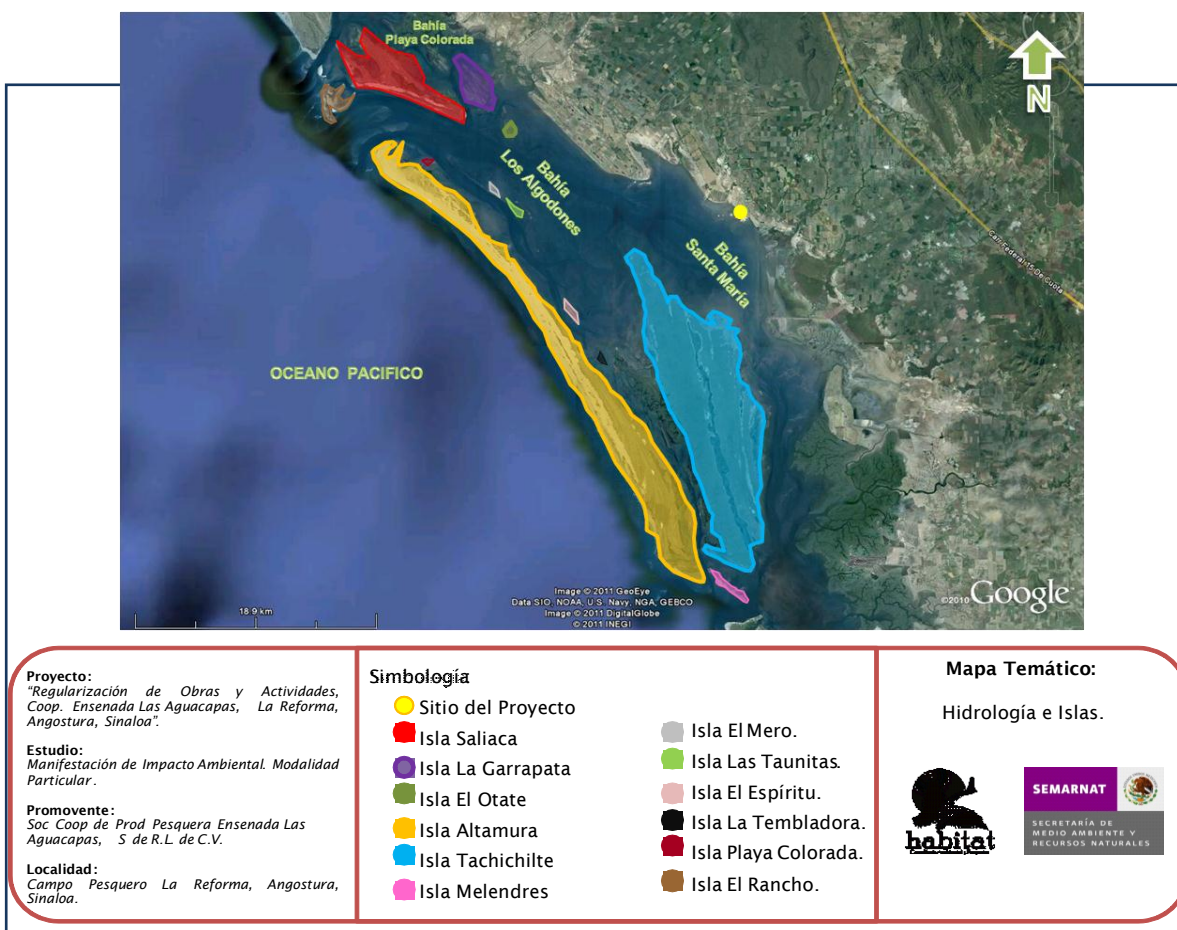 Bahía
Playa Colorada
N
Bahía
Los Algodones
Bahía
Santa María
Carr Federal 15 De Cuota
OCEANO PACIFICO
18.9 km
Image © 2011 GeoEye
Data SIO, NOAA, U.S. Navy, NGA, GEBCO
Image © 2011 DigitalGlobe
© 2011 INEGI
©2010 Google
Proyecto:
"Regularización de Obras y Actividades,
Coop. Ensenada Las Aguacapas, La Reforma,
Angostura, Sinaloa".
Estudio:
Manifestación de Impacto Ambiental. Modalidad
Particular.
Promovente:
Soc Coop de Prod Pesquera Ensenada Las
Aguacapas, S de R.L. de C.V.
Localidad:
Campo Pesquero La Reforma, Angostura,
Sinaloa.
Simbología
Sitio del Proyecto
Isla Saliaca
Isla La Garrapata
Isla El Otate
Isla Altamura
Isla Tachichilte
Isla Melendres
Isla El Mero.
Isla Las Taunitas.
Isla El Espíritu.
Isla La Tembladora.
Isla Playa Colorada.
Isla El Rancho.
Mapa Temático:
Hidrología e Islas.
habitat
SEMARNAT
SECRETARÍA DE
MEDIO AMBIENTE Y
RECURSOS NATURALES